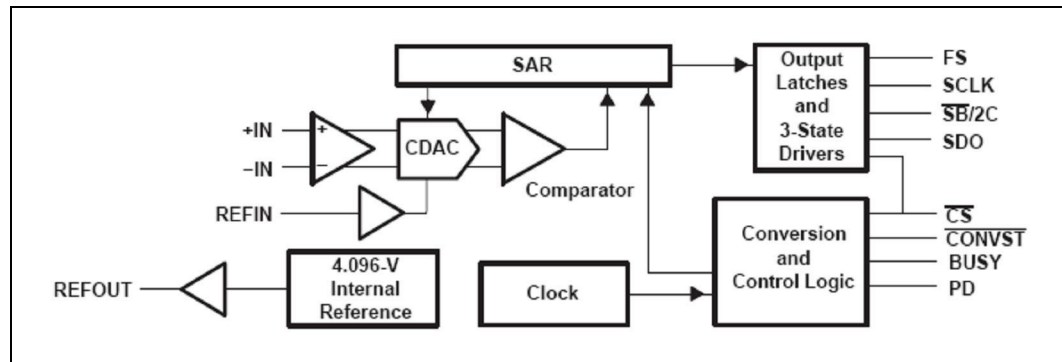 SAR
Output
Latches
and
3-State
Drivers
FS
SCLK
SB/2C
SDO
+IN
−IN
+
−
CDAC
Comparator
REFIN
REFOUT
4.096-V
Internal
Reference
Clock
Conversion
and
Control Logic
CS
CONVST
BUSY
PD